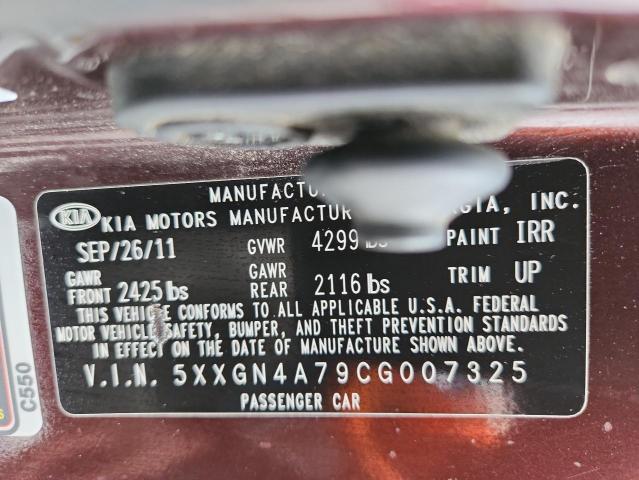 MANUFACTU
KIA KIA MOTORS MANUFACTUR GIA, INC.
SEP/26/11 GVWR 4299 lbs PAINT IRR
GAWR FRONT 2425 lbs GAWR REAR 2116 lbs TRIM UP
THIS VEHICLE CONFORMS TO ALL APPLICABLE U.S.A. FEDERAL
MOTOR VEHICLE SAFETY, BUMPER, AND THEFT PREVENTION STANDARDS
IN EFFECT ON THE DATE OF MANUFACTURE SHOWN ABOVE.
V.I.N. 5XXGN4A79CG007325
PASSENGER CAR
C550